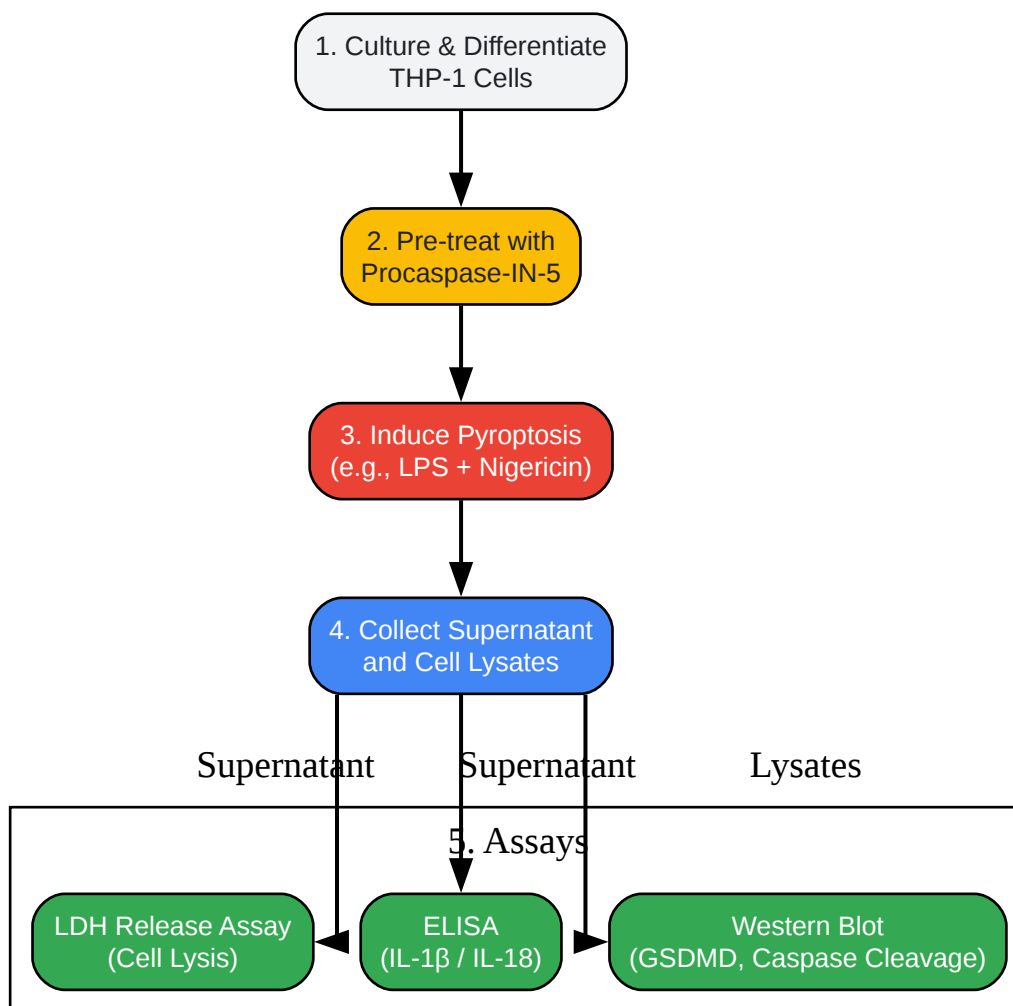 1. Culture & Differentiate
THP-1 Cells
2. Pre-treat with
Procaspase-IN-5
3. Induce Pyroptosis
(e.g., LPS + Nigericin)
4. Collect Supernatant
and Cell Lysates
Supernatant
Supernatant
Lysates
5. Assays
LDH Release Assay
(Cell Lysis)
ELISA
(IL-1β / IL-18)
Western Blot
(GSDMD, Caspase Cleavage)